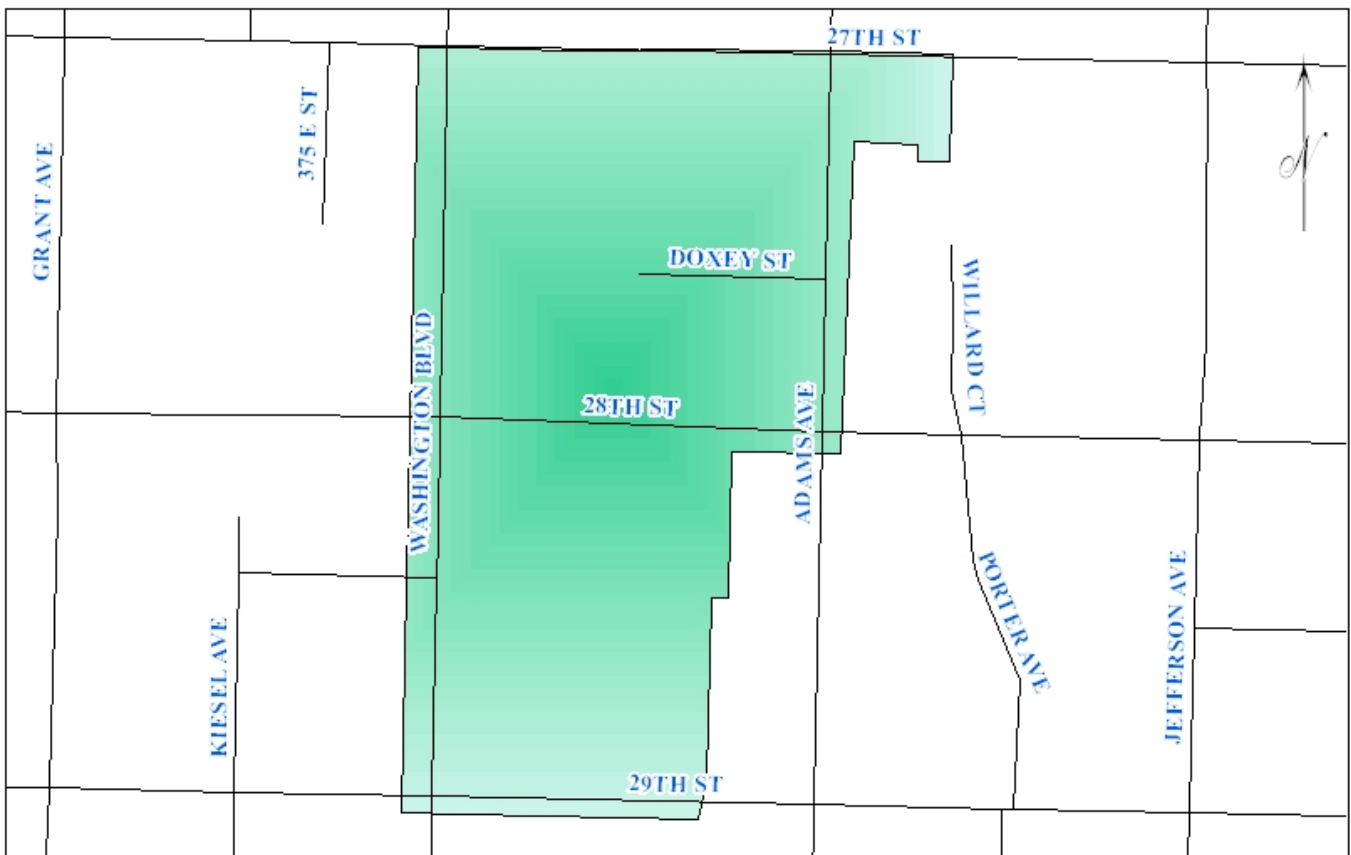 27TH ST
375 E ST
GRANT AVE
N
DOXEY ST
WILLARD CT
WASHINGTON BLVD
28TH ST
ADAMS AVE
PORTER AVE
JEFFERSON AVE
KIESEL AVE
29TH ST